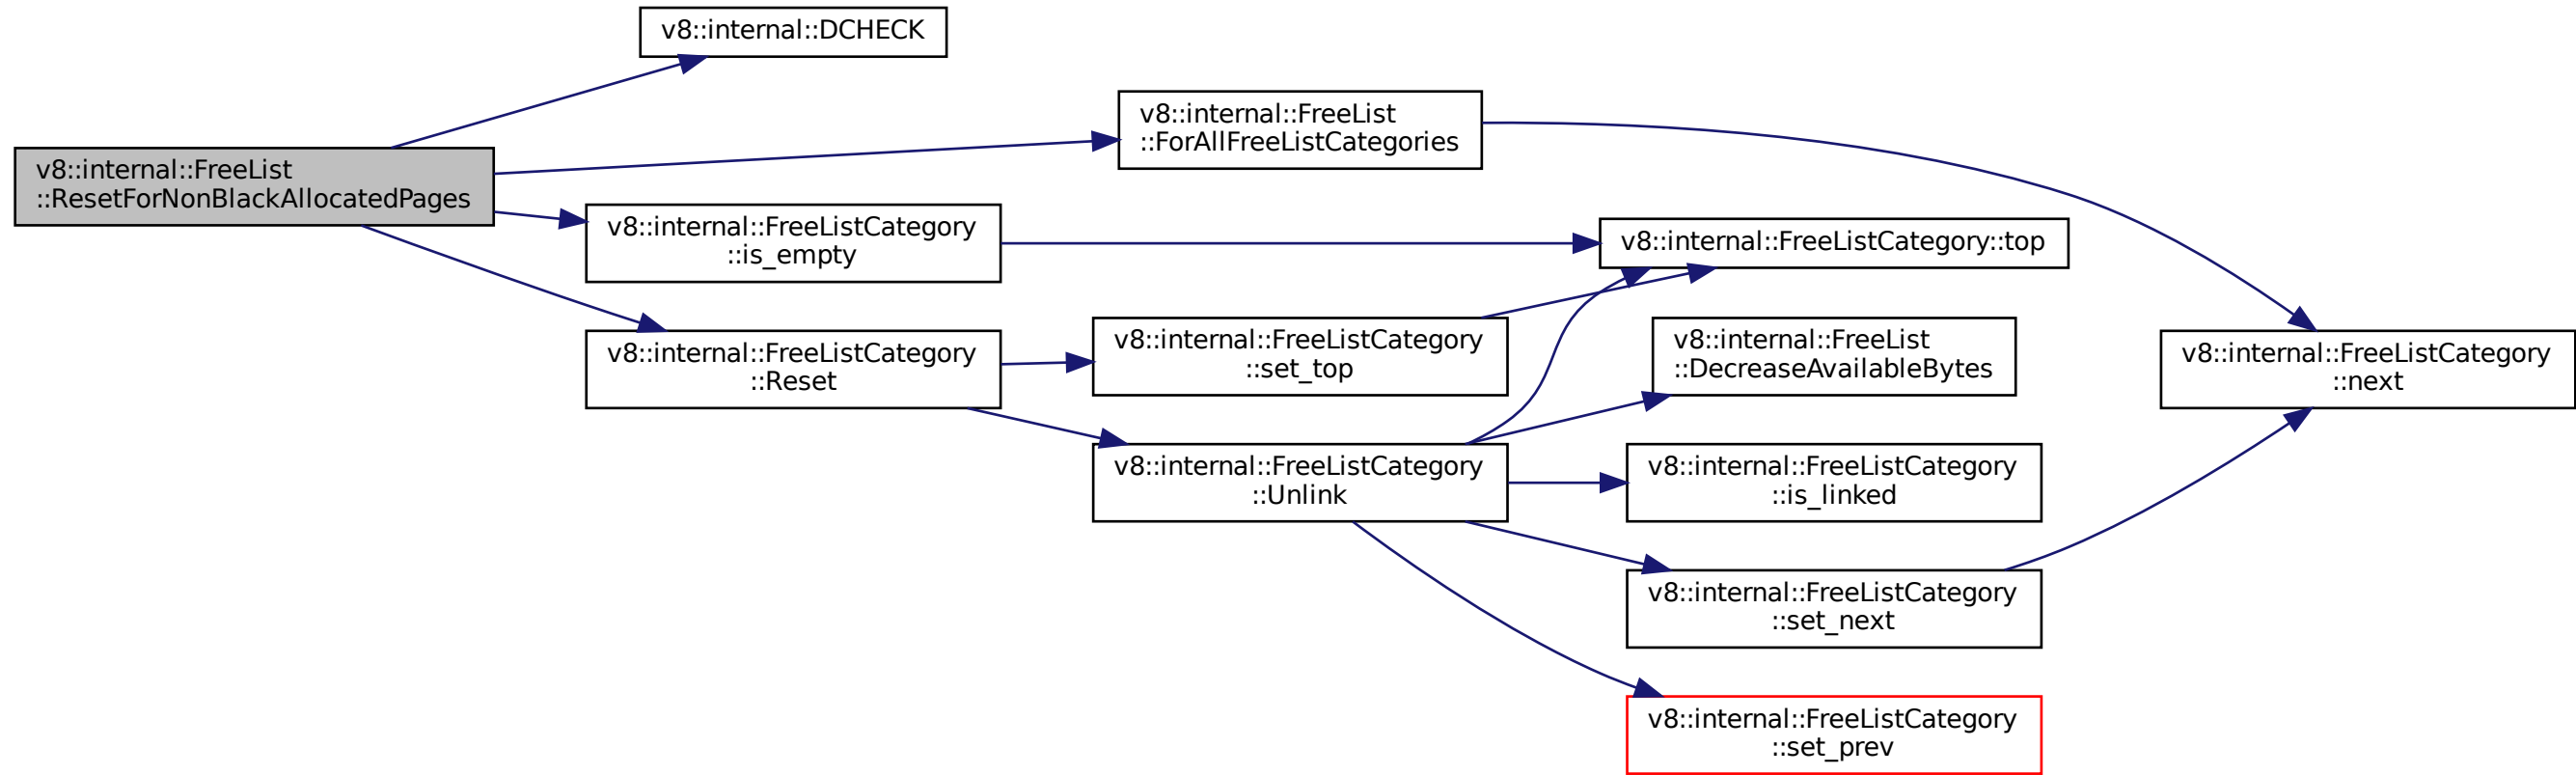 v8::internal::FreeList
::ResetForNonBlackAllocatedPages
v8::internal::DCHECK
v8::internal::FreeList
::ForAllFreeListCategories
v8::internal::FreeListCategory
::is_empty
v8::internal::FreeListCategory
::Reset
v8::internal::FreeListCategory::top
v8::internal::FreeListCategory
::set_top
v8::internal::FreeListCategory
::Unlink
v8::internal::FreeList
::DecreaseAvailableBytes
v8::internal::FreeListCategory
::is_linked
v8::internal::FreeListCategory
::set_next
v8::internal::FreeListCategory
::set_prev
v8::internal::FreeListCategory
::next